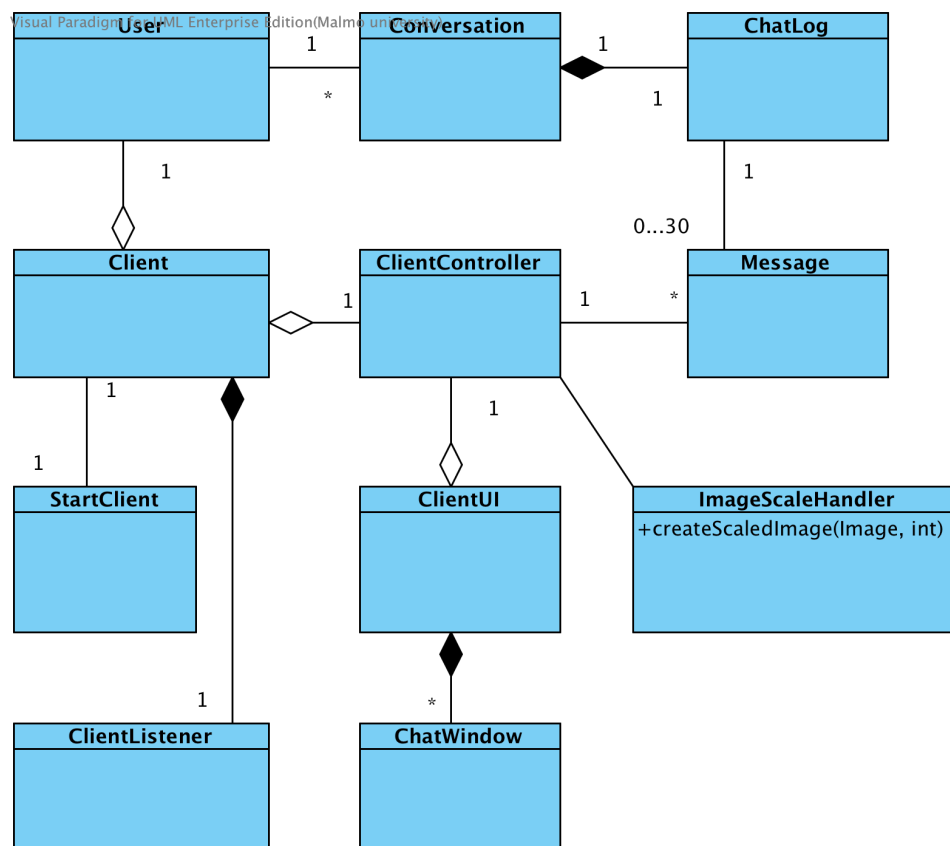 Visual Paradigm for UML Enterprise Edition(Malmo university)
User
Conversation
ChatLog
1
1
*
1
1
1
0...30
Client
ClientController
Message
1
1
*
1
1
1
StartClient
ClientUI
ImageScaleHandler
+createScaledImage(Image, int)
1
*
ClientListener
ChatWindow